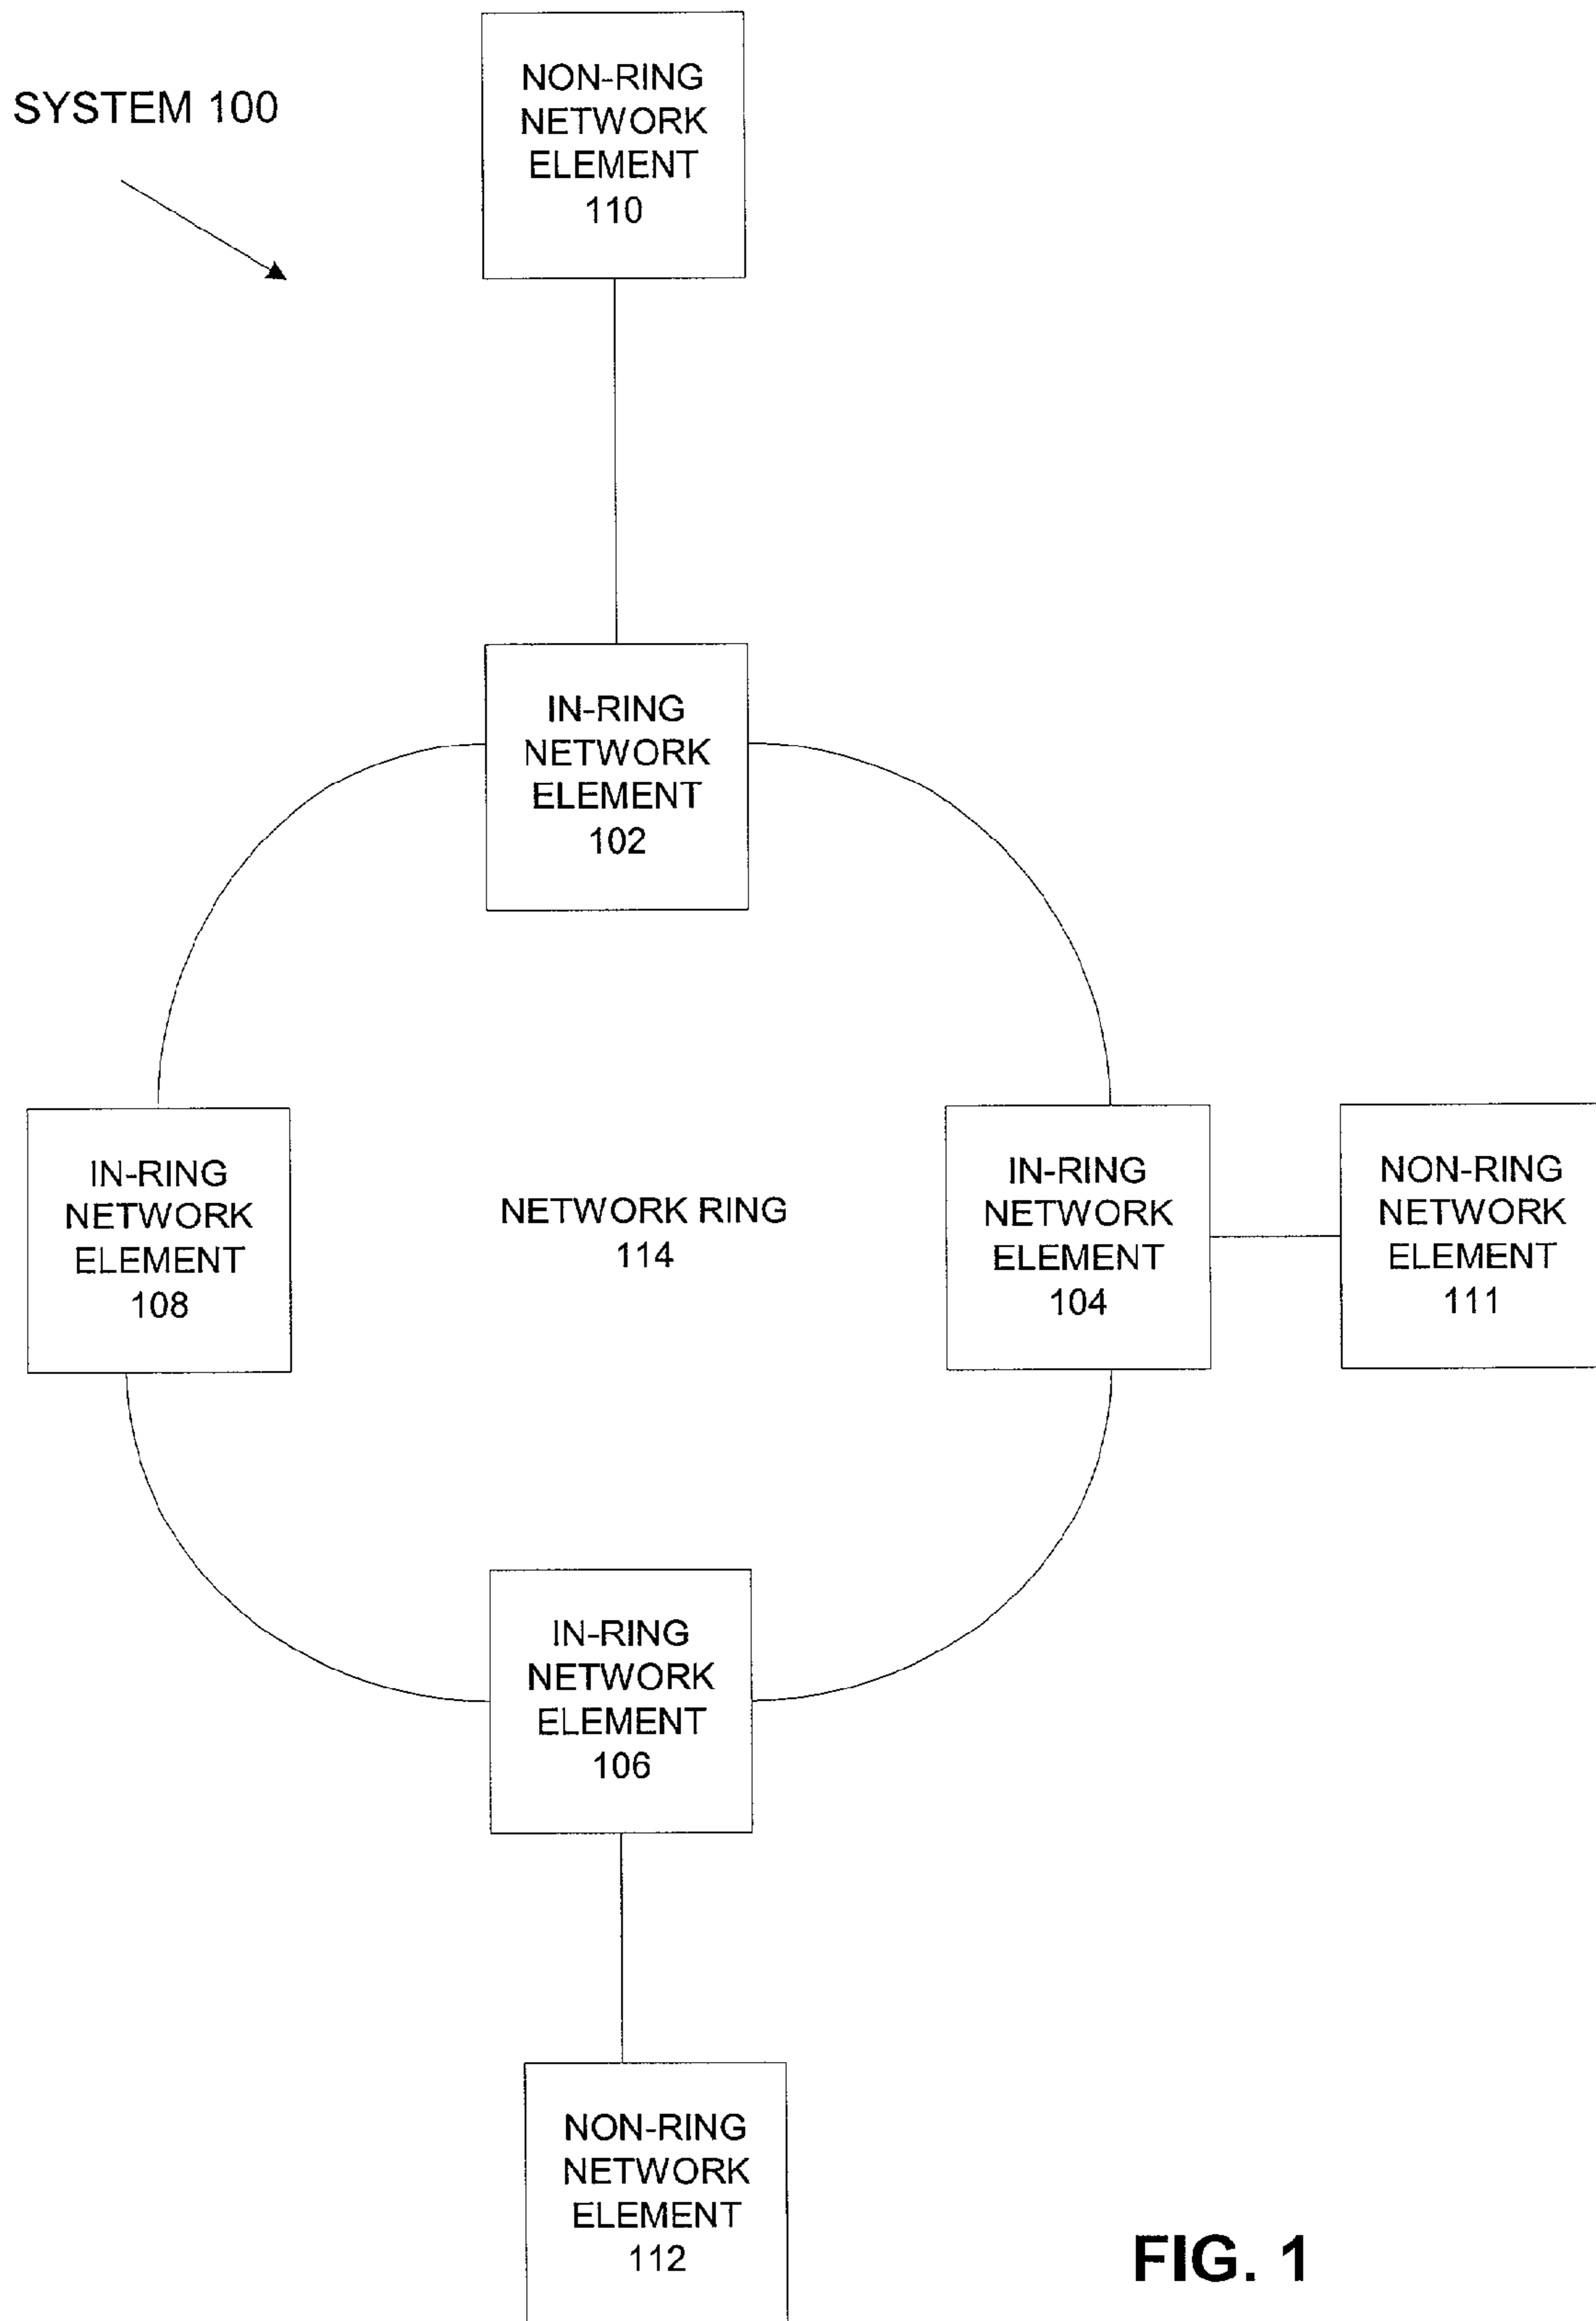 SYSTEM 100
NON-RING
NETWORK
ELEMENT
110
IN-RING
NETWORK
ELEMENT
102
IN-RING
NETWORK
ELEMENT
108
NETWORK RING
114
IN-RING
NETWORK
ELEMENT
104
NON-RING
NETWORK
ELEMENT
111
IN-RING
NETWORK
ELEMENT
106
NON-RING
NETWORK
ELEMENT
112
FIG. 1